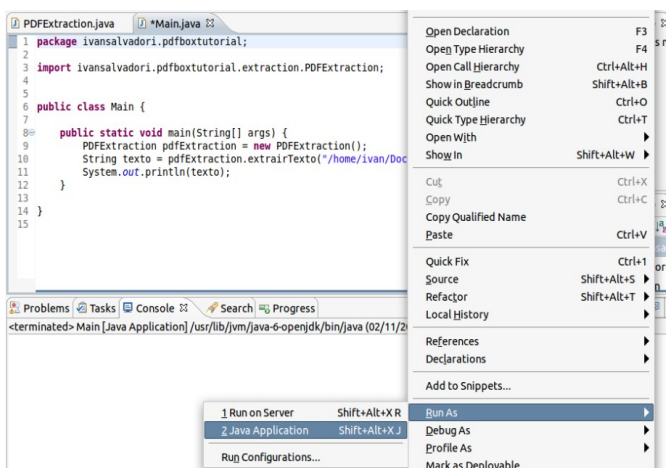 PDFExtraction.java
*Main.java
1 package ivansalvadori.pdfboxtutorial;
2
3 import ivansalvadori.pdfboxtutorial.extraction.PDFExtraction;
4
5
6 public class Main {
7
8 public static void main(String[] args) {
9 PDFExtraction pdfExtraction = new PDFExtraction();
10 String texto = pdfExtraction.extrairTexto("/home/ivan/Doc
11 System.out.println(texto);
12 }
13
14 }
15
Problems Tasks Console Search Progress
<terminated> Main [Java Application] /usr/lib/jvm/java-6-openjdk/bin/java (02/11/20
Open Declaration F3
Open Type Hierarchy F4
Open Call Hierarchy Ctrl+Alt+H
Show in Breadcrumb Shift+Alt+B
Quick Outline Ctrl+O
Quick Type Hierarchy Ctrl+T
Open With
Show In Shift+Alt+W
Cut Ctrl+X
Copy Ctrl+C
Copy Qualified Name
Paste Ctrl+V
Quick Fix Ctrl+1
Source Shift+Alt+S
Refactor Shift+Alt+T
Local History
References
Declarations
Add to Snippets...
Run As
Debug As
Profile As
Mark as Deployable
1 Run on Server Shift+Alt+X R
2 Java Application Shift+Alt+X J
Run Configurations...